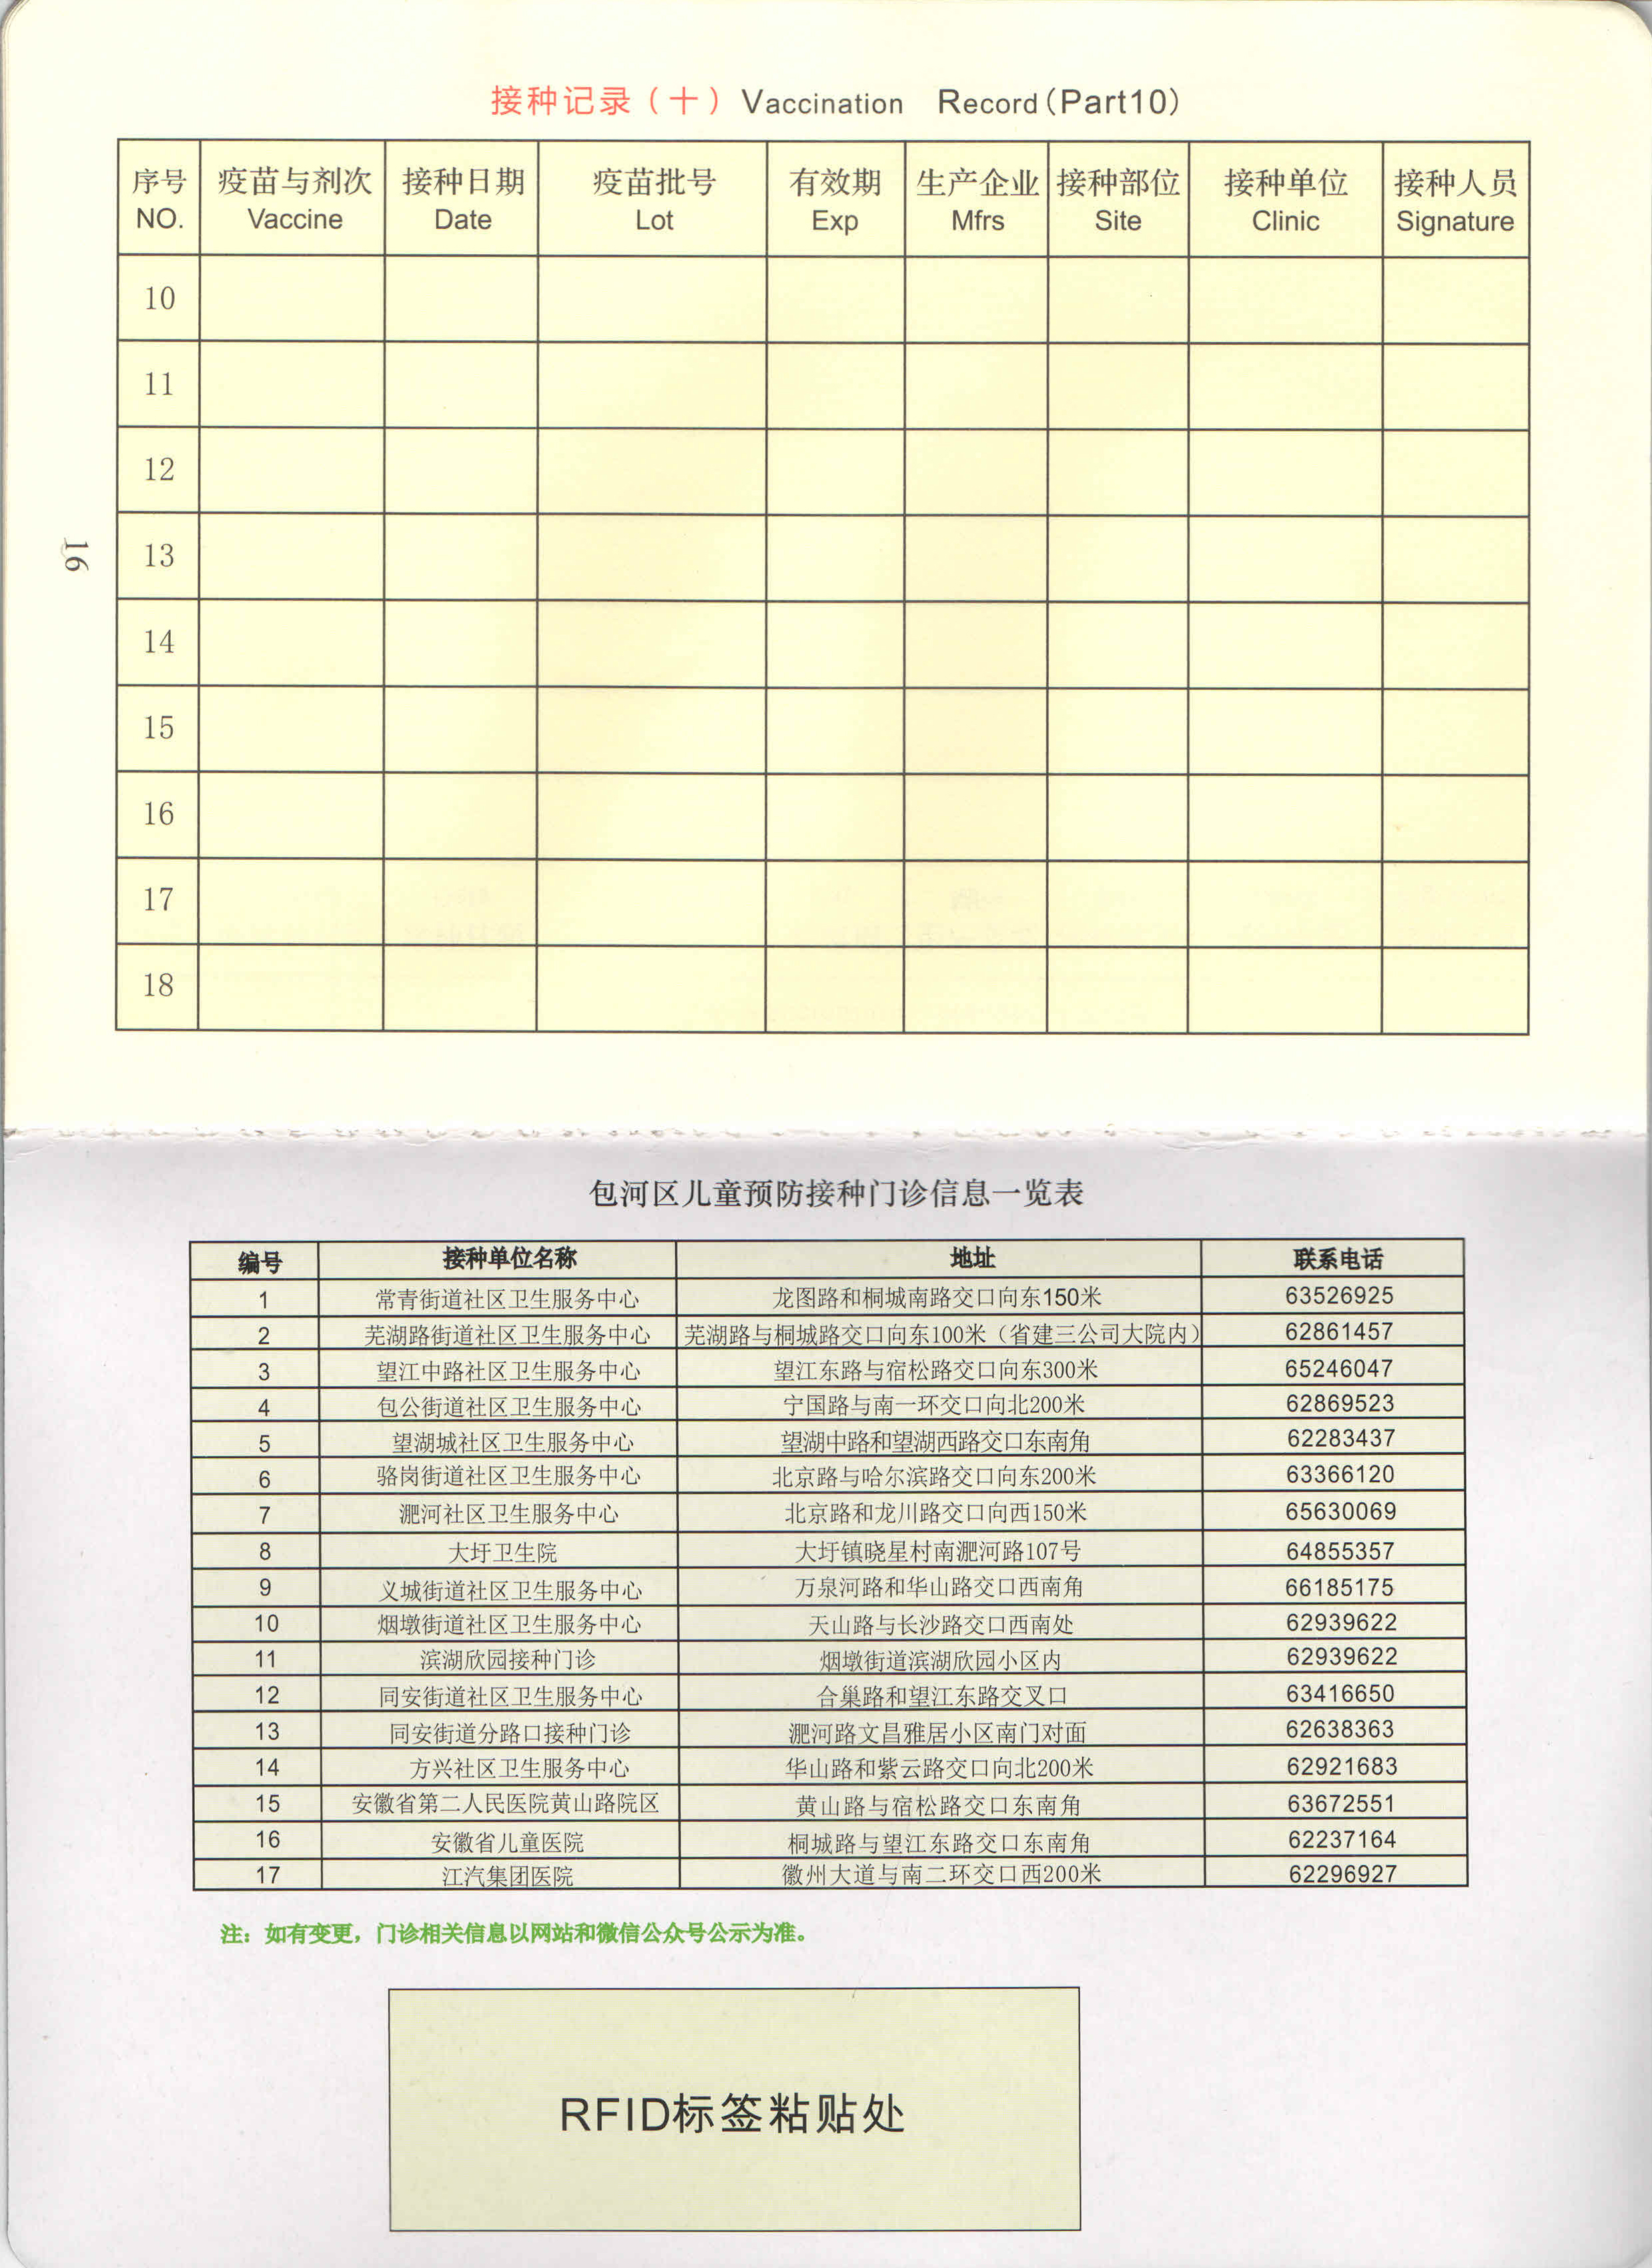 接种记录（十）Vaccination Record（Part10）
序号 疫苗与剂次 接种日期 疫苗批号 有效期 生产企业 接种部位 接种单位 接种人员
NO. Vaccine Date Lot Exp Mfrs Site Clinic Signature
10
11
12
13
14
15
16
17
18
16
包河区儿童预防接种门诊信息一览表
编号 接种单位名称 地址 联系电话
1 常青街道社区卫生服务中心 龙图路和桐城南路交口向东150米 63526925
2 芜湖路街道社区卫生服务中心 芜湖路与桐城路交口向东100米（省建三公司大院内） 62861457
3 望江中路社区卫生服务中心 望江东路与宿松路交口向东300米 65246047
4 包公街道社区卫生服务中心 宁国路与南一环交口向北200米 62869523
5 望湖城社区卫生服务中心 望湖中路和望湖西路交口东南角 62283437
6 骆岗街道社区卫生服务中心 北京路与哈尔滨路交口向东200米 63366120
7 淝河社区卫生服务中心 北京路和龙川路交口向西150米 65630069
8 大圩卫生院 大圩镇晓星村南淝河路107号 64855357
9 义城街道社区卫生服务中心 万泉河路和华山路交口西南角 66185175
10 烟墩街道社区卫生服务中心 天山路与长沙路交口西南处 62939622
11 滨湖欣园接种门诊 烟墩街道滨湖欣园小区内 62939622
12 同安街道社区卫生服务中心 合巢路和望江东路交叉口 63416650
13 同安街道分路口接种门诊 淝河路文昌雅居小区南门对面 62638363
14 方兴社区卫生服务中心 华山路和紫云路交口向北200米 62921683
15 安徽省第二人民医院黄山路院区 黄山路与宿松路交口东南角 63672551
16 安徽省儿童医院 桐城路与望江东路交口东南角 62237164
17 江汽集团医院 徽州大道与南二环交口西200米 62296927
注：如有变更，门诊相关信息以网站和微信公众号公示为准。
RFID标签粘贴处